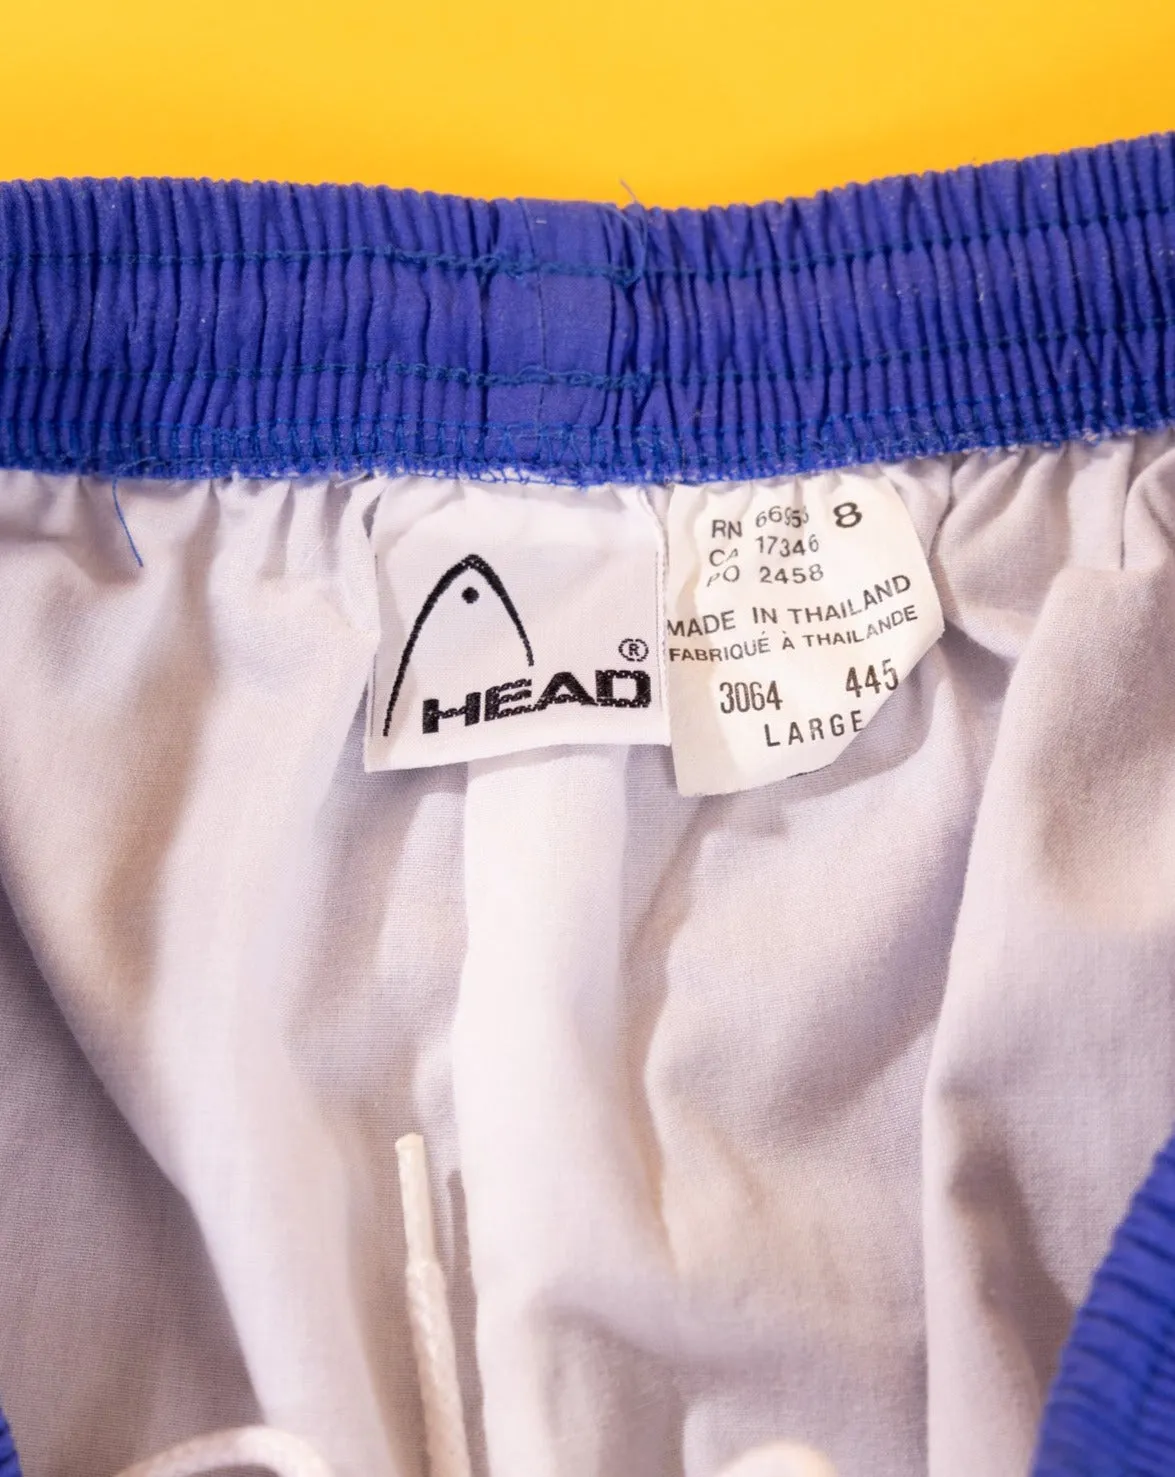 HEAD®
RN 66953 8
CA 17346
PO 2458
MADE IN THAILAND
FABRIQUÉ À THAILANDE
3064 445
LARGE